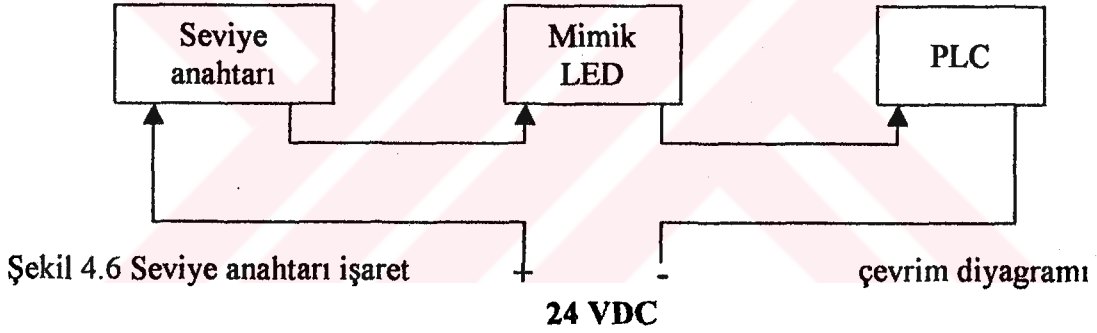 Seviye
anahtarı
Mimik
LED
PLC
Şekil 4.6 Seviye anahtarı işaret + - çevrim diyagramı
24 VDC